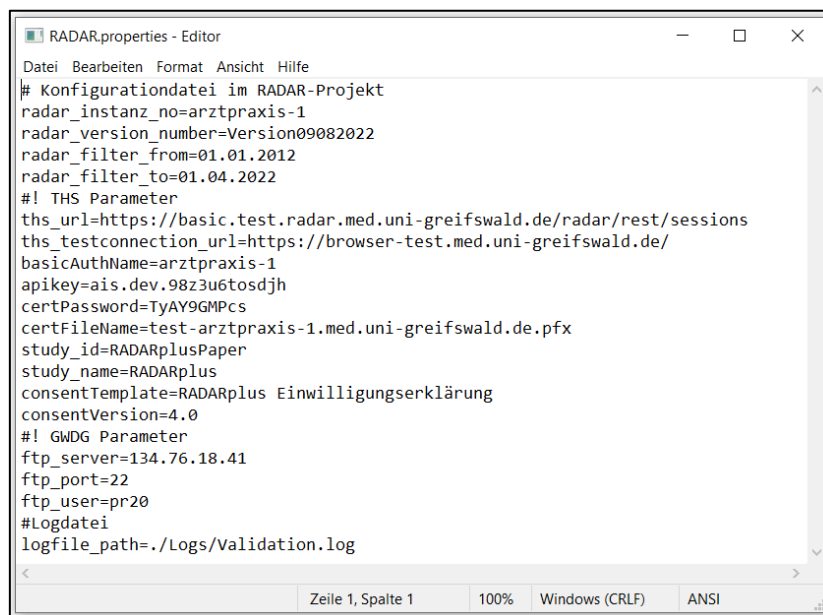 RADAR.properties - Editor
Datei Bearbeiten Format Ansicht Hilfe
# Konfigurationdatei im RADAR-Projekt
radar_instanz_no=arztpraxis-1
radar_version_number=Version09082022
radar_filter_from=01.01.2012
radar_filter_to=01.04.2022
#! THS Parameter
ths_url=https://basic.test.radar.med.uni-greifswald.de/radar/rest/sessions
ths_testconnection_url=https://browser-test.med.uni-greifswald.de/
basicAuthName=arztpraxis-1
apikey=ais.dev.98z3u6tosdjh
certPassword=TyAY9GMPcs
certFileName=test-arztpraxis-1.med.uni-greifswald.de.pfx
study_id=RADARplusPaper
study_name=RADARplus
consentTemplate=RADARplus Einwilligungserklärung
consentVersion=4.0
#! GWDG Parameter
ftp_server=134.76.18.41
ftp_port=22
ftp_user=pr20
#Logdatei
logfile_path=./Logs/Validation.log
Zeile 1, Spalte 1 100% Windows (CRLF) ANSI